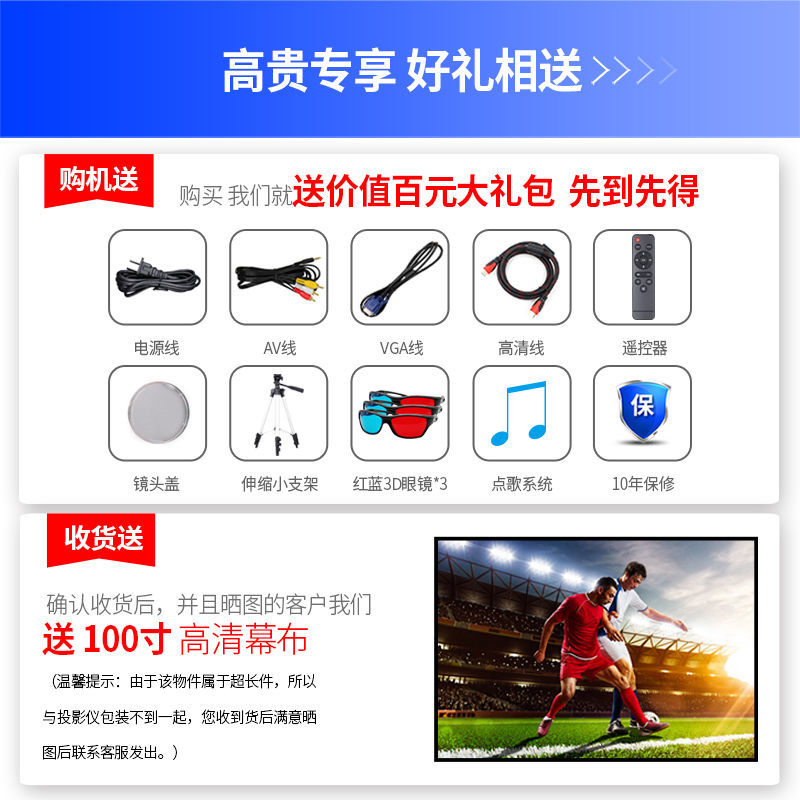 高贵专享 好礼相送
购机送
购买 我们就送价值百元大礼包 先到先得
电源线 AV线 VGA线 高清线 遥控器
保
镜头盖 伸缩小支架 红蓝3D眼镜*3 点歌系统 10年保修
收货送
确认收货后，并且晒图的客户我们
送 100寸 高清幕布
（温馨提示：由于该物件属于超长件，所以
与投影仪包装不到一起，您收到货后满意晒
图后联系客服发出。）